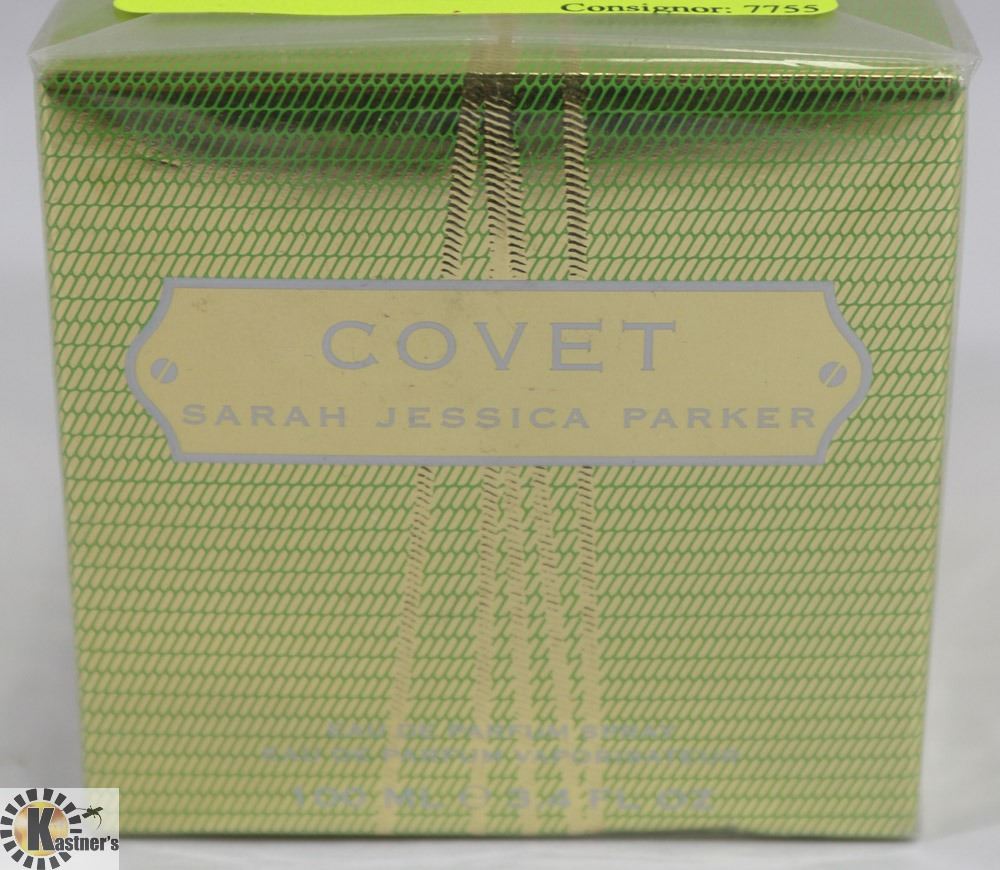 Consignor: 7755
COVET
SARAH JESSICA PARKER
EAU DE PARFUM SPRAY
EAU DE PARFUM VAPORISATEUR
100 ML ℮ 3.4 FL OZ
Kastner's